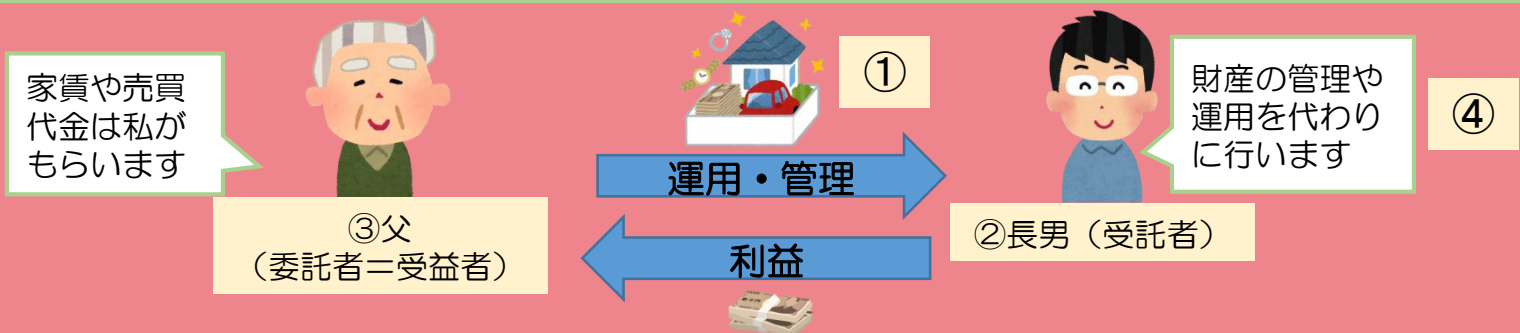 家賃や売買
代金は私が
もらいます
①
財産の管理や
運用を代わり
に行います
④
運用・管理
③父
（委託者＝受益者）
②長男（受託者）
利益